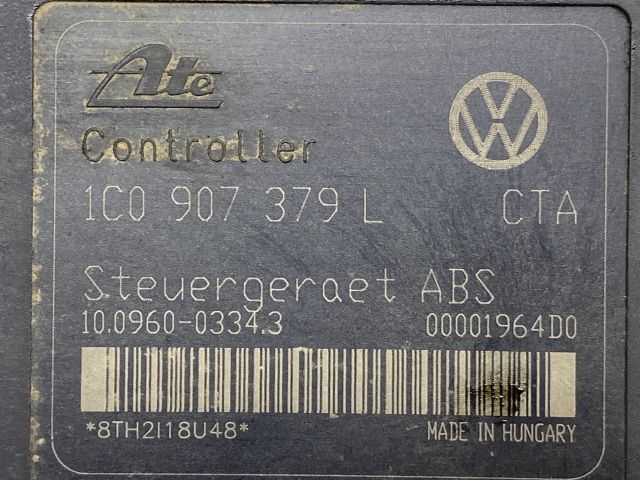 Ate
Controller
1C0 907 379 L CTA
Steuergeraet ABS
10.0960-0334.3 00001964D0
*8TH2I18U48* MADE IN HUNGARY